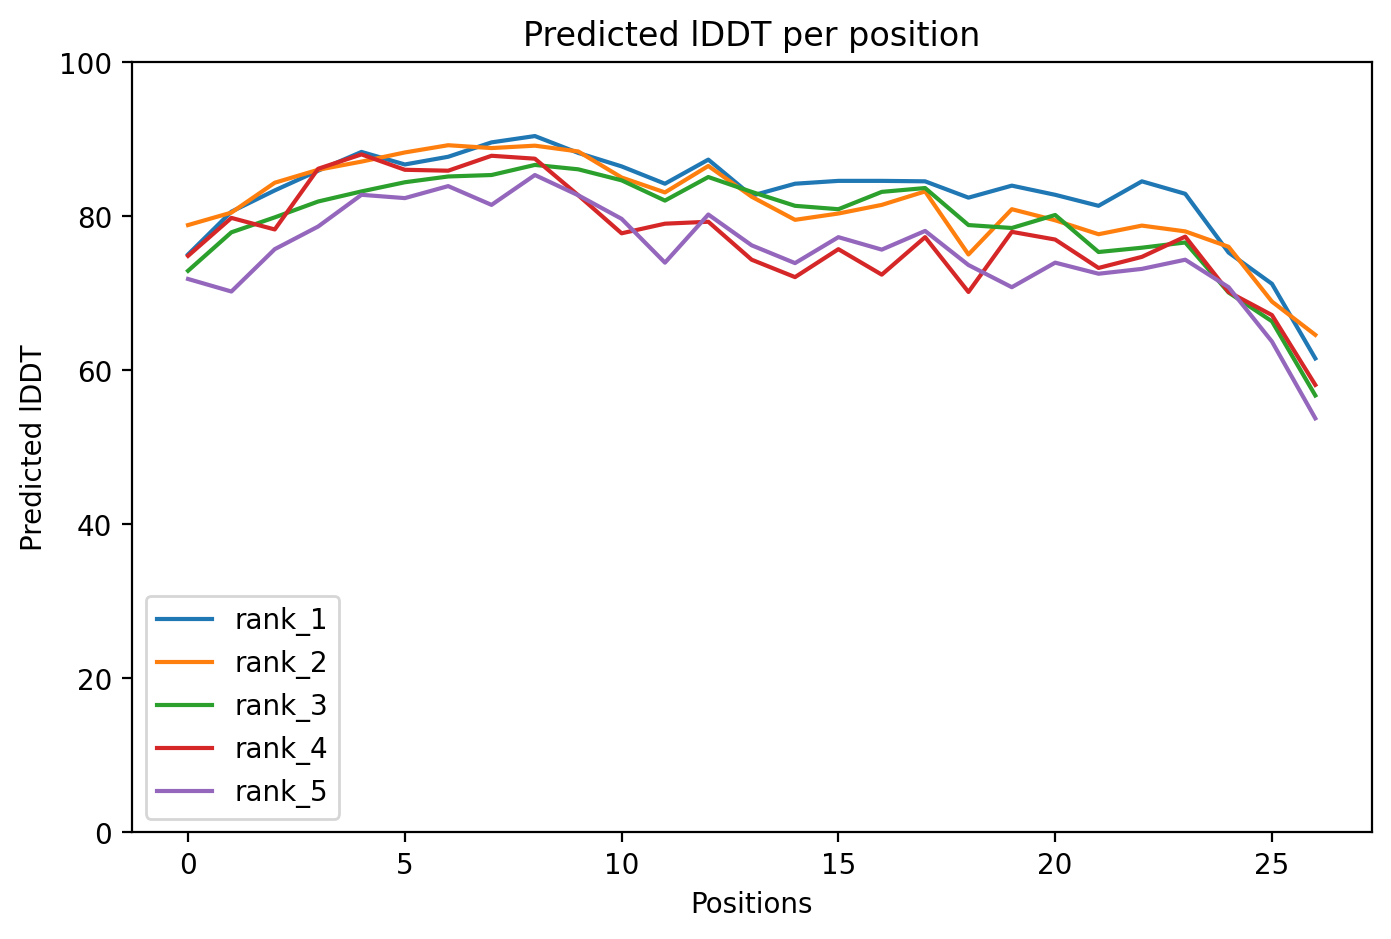 Predicted lDDT per position
100
80
60
40
20
0
Predicted lDDT
rank_1
rank_2
rank_3
rank_4
rank_5
0 5 10 15 20 25
Positions